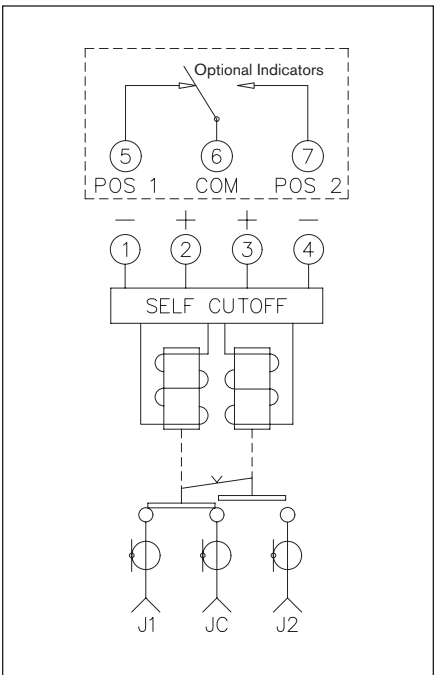 Optional Indicators
5 6 7
POS 1 COM POS 2
− + + −
1 2 3 4
SELF CUTOFF
J1 JC J2